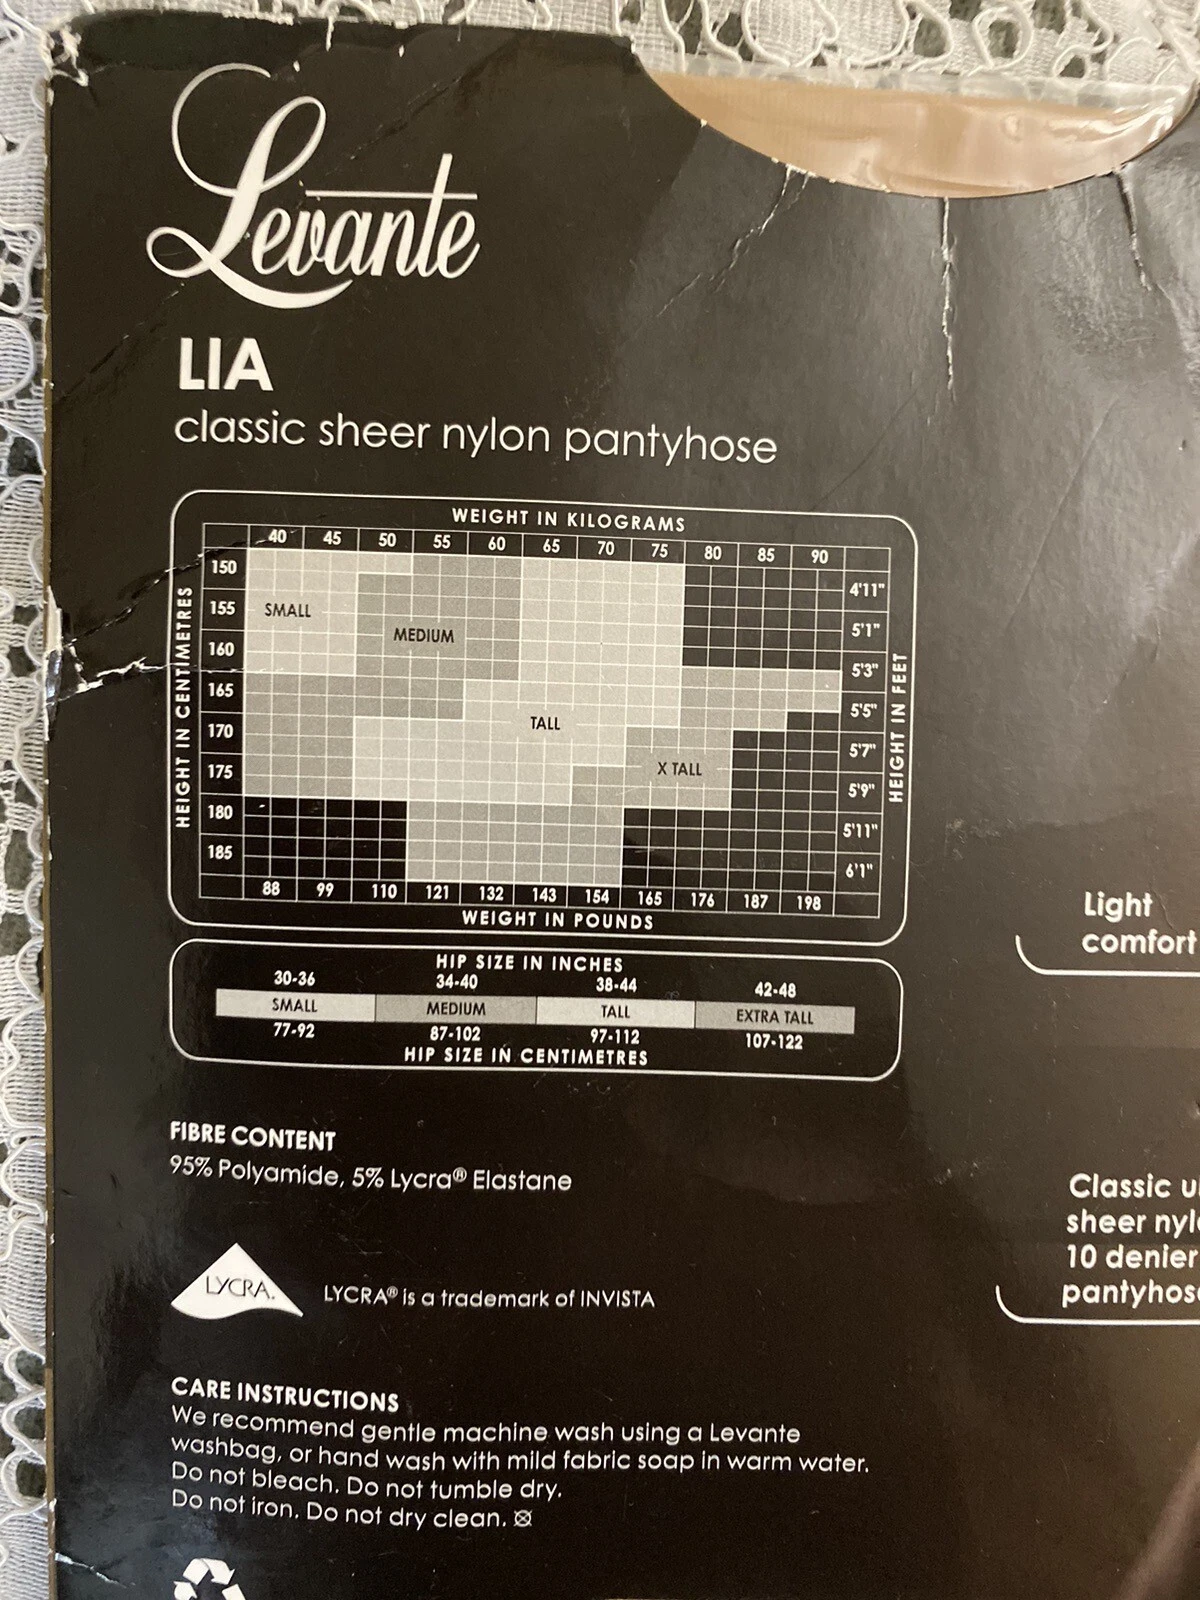 Levante
LIA
classic sheer nylon pantyhose
WEIGHT IN KILOGRAMS
40 45 50 55 60 65 70 75 80 85 90
HEIGHT IN CENTIMETRES
150
155
160
165
170
175
180
185
SMALL
MEDIUM
TALL
X TALL
4'11"
5'1"
5'3"
5'5"
5'7"
5'9"
5'11"
6'1"
HEIGHT IN FEET
88 99 110 121 132 143 154 165 176 187 198
WEIGHT IN POUNDS
HIP SIZE IN INCHES
30-36 34-40 38-44 42-48
SMALL MEDIUM TALL EXTRA TALL
77-92 87-102 97-112 107-122
HIP SIZE IN CENTIMETRES
Light
comfort
FIBRE CONTENT
95% Polyamide, 5% Lycra® Elastane
Classic
sheer
10 denier
LYCRA.
LYCRA® is a trademark of INVISTA
CARE INSTRUCTIONS
We recommend gentle machine wash using a Levante
washbag, or hand wash with mild fabric soap in warm water.
Do not bleach. Do not tumble dry.
Do not iron. Do not dry clean.